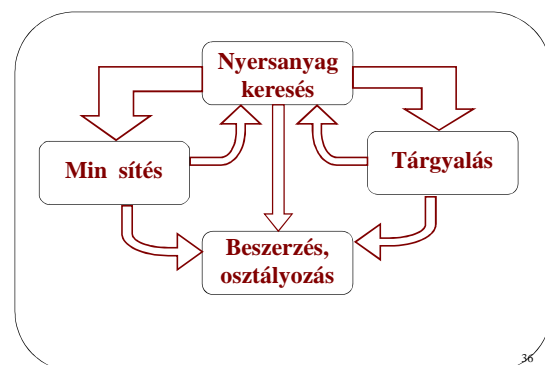 Nyersanyag
keresés
Min sítés
Tárgyalás
Beszerzés,
osztályozás
36